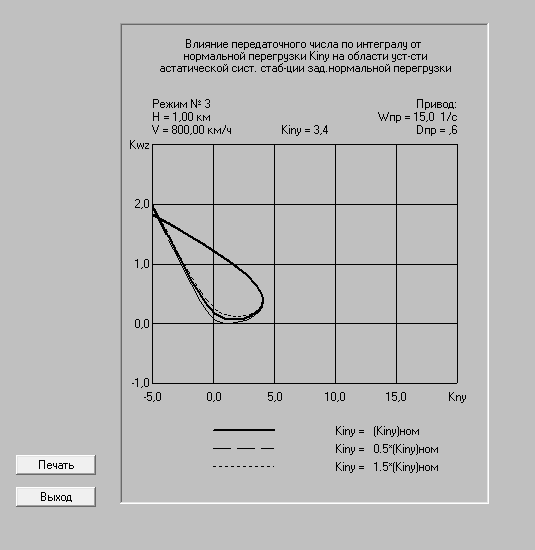 Влияние передаточного числа по интегралу от
нормальной перегрузки Kiny на области уст-сти
астатической сист. стаб-ции зад.нормальной перегрузки
Режим № 3
Привод:
H = 1,00 км
Wпр = 15,0 1/с
V = 800,00 км/ч
Kiny = 3,4
Dпр = ,6
Kwz
2,0
1,0
0,0
-1,0
-5,0 0,0 5,0 10,0 15,0 Kny
Kiny = (Kiny)ном
Kiny = 0.5*(Kiny)ном
Kiny = 1.5*(Kiny)ном
Печать
Выход